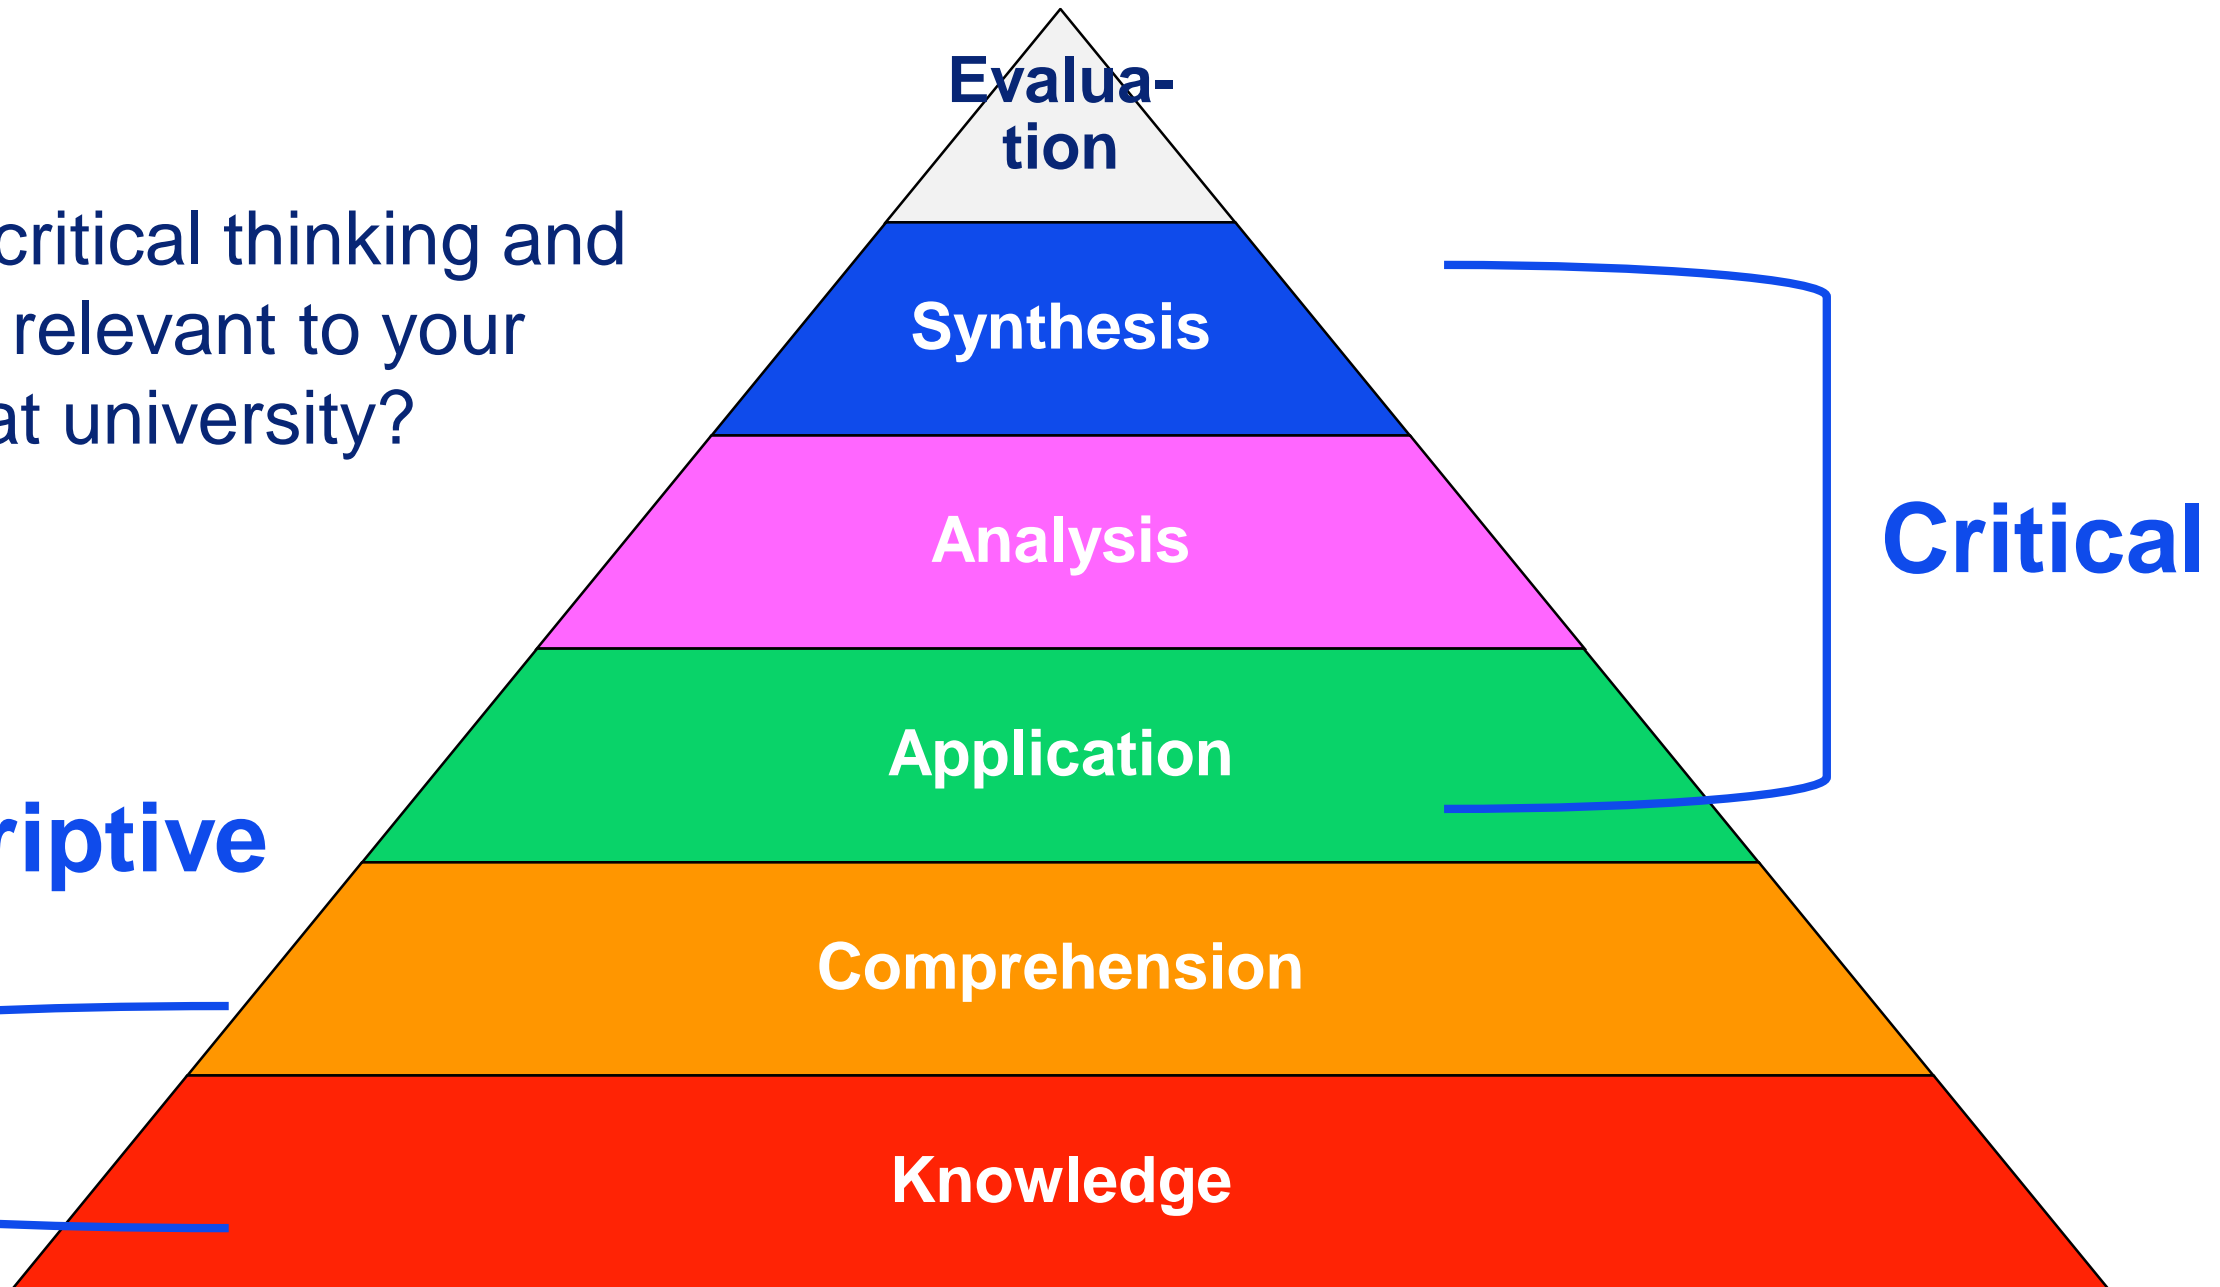 Evalua-
tion
critical thinking and
relevant to your
at university?
Synthesis
Analysis
Critical
Application
riptive
Comprehension
Knowledge